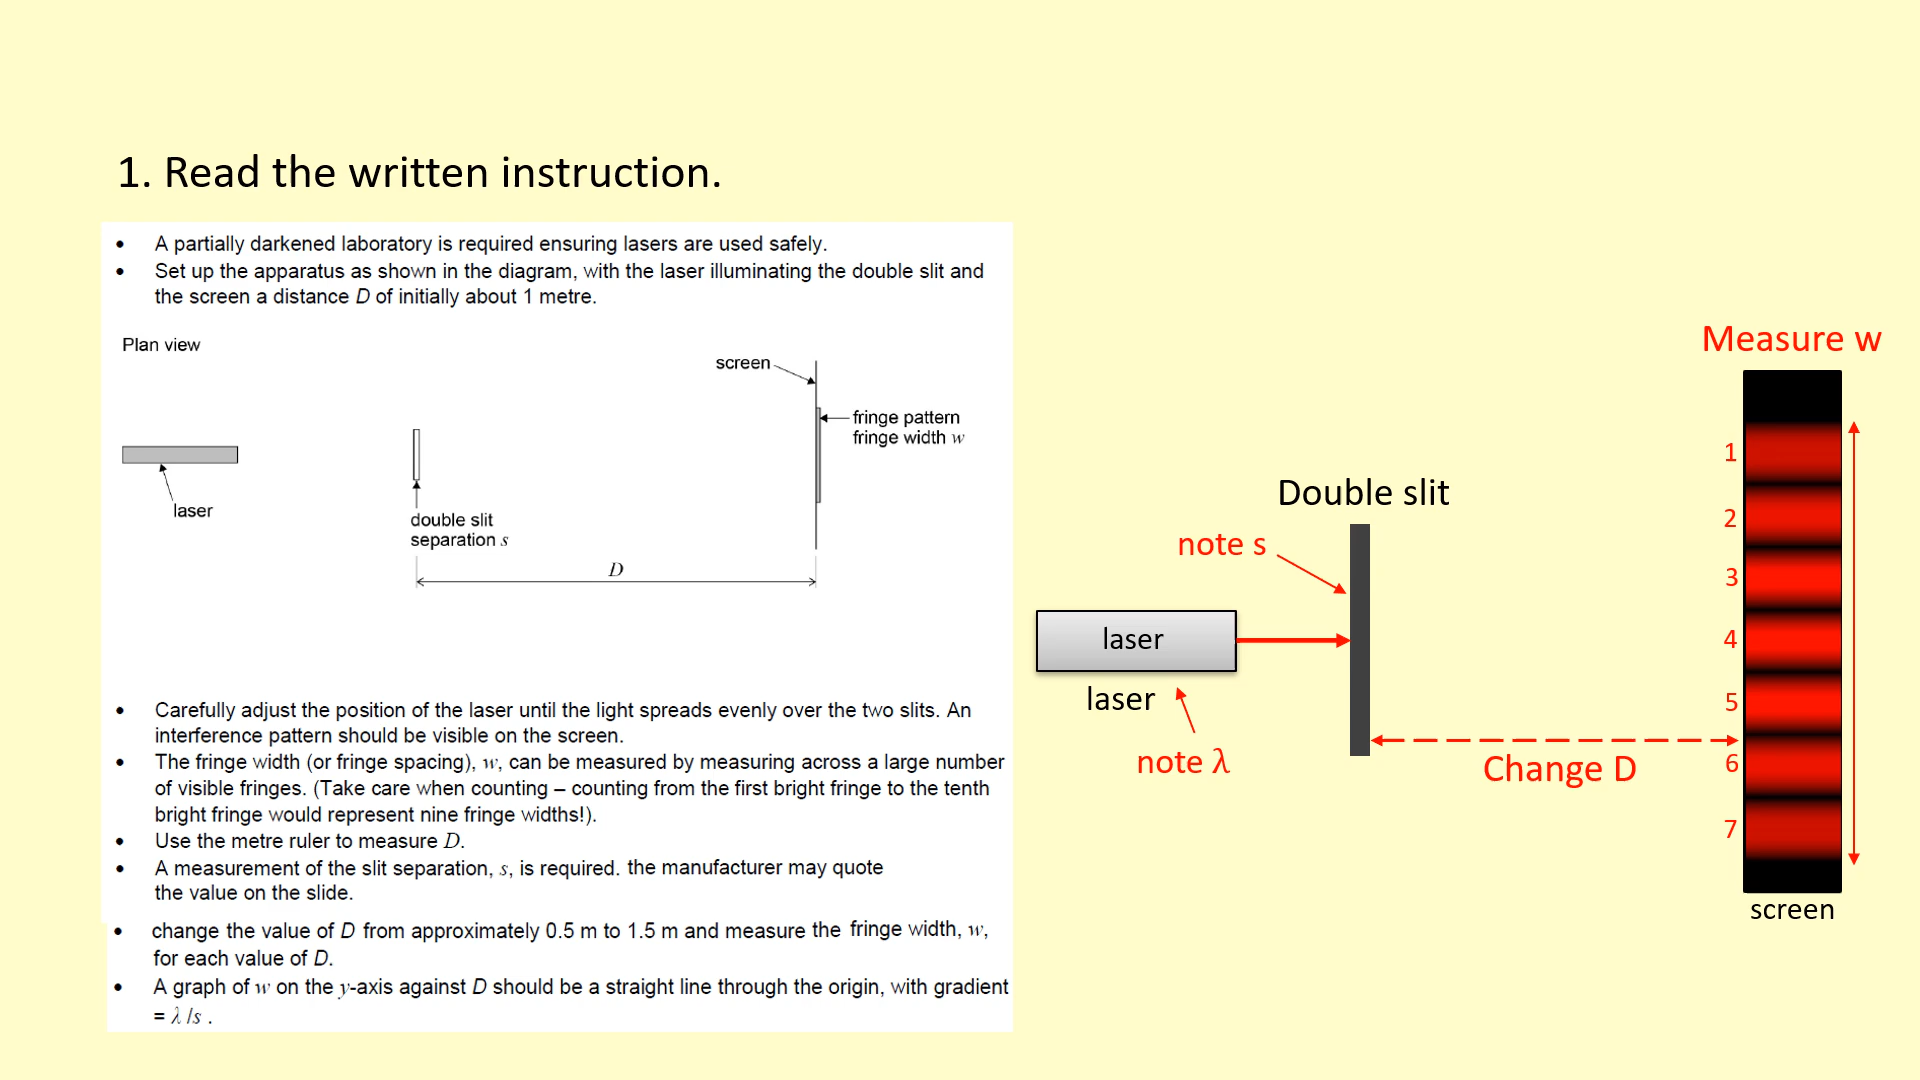 1. Read the written instruction.
• A partially darkened laboratory is required ensuring lasers are used safely.
• Set up the apparatus as shown in the diagram, with the laser illuminating the double slit and
the screen a distance D of initially about 1 metre.
Plan view
screen
fringe pattern
fringe width w
laser
double slit
separation s
D
• Carefully adjust the position of the laser until the light spreads evenly over the two slits. An
interference pattern should be visible on the screen.
• The fringe width (or fringe spacing), w, can be measured by measuring across a large number
of visible fringes. (Take care when counting – counting from the first bright fringe to the tenth
bright fringe would represent nine fringe widths!).
• Use the metre ruler to measure D.
• A measurement of the slit separation, s, is required. the manufacturer may quote
the value on the slide.
• change the value of D from approximately 0.5 m to 1.5 m and measure the fringe width, w,
for each value of D.
• A graph of w on the y-axis against D should be a straight line through the origin, with gradient
= λ /s .
Measure w
Double slit
note s
laser
laser
note λ
Change D
1
2
3
4
5
6
7
screen